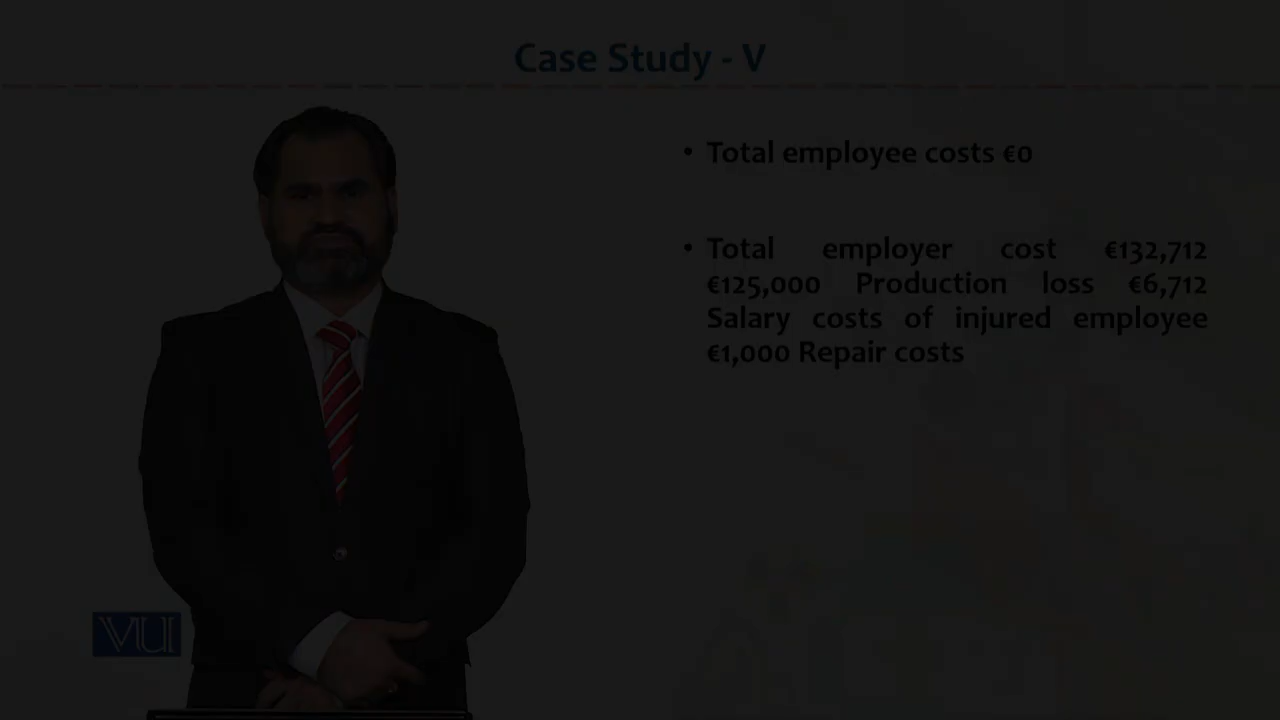 Case Study - V
• Total employee costs €0
• Total employer cost €132,712
€125,000 Production loss €6,712
Salary costs of injured employee
€1,000 Repair costs
VU